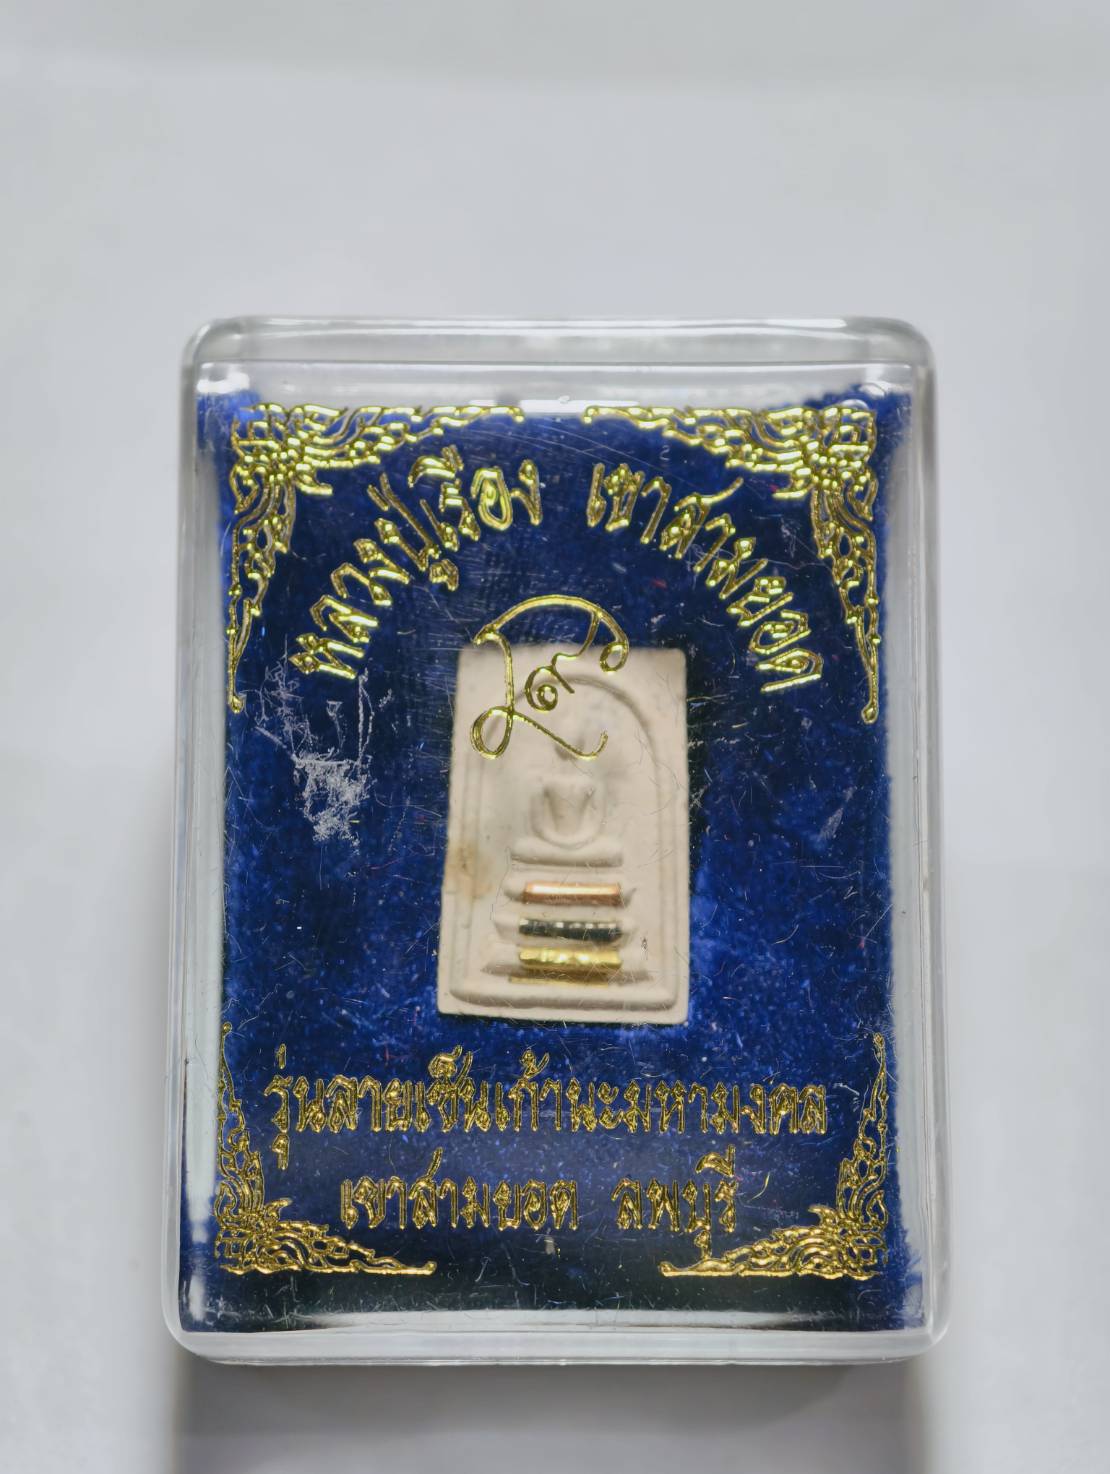 หลวงปู่เรือง เขาสามยอด
รุ่นลายเซ็นเก้านะมหามงคล
เขาสามยอด ลพบุรี